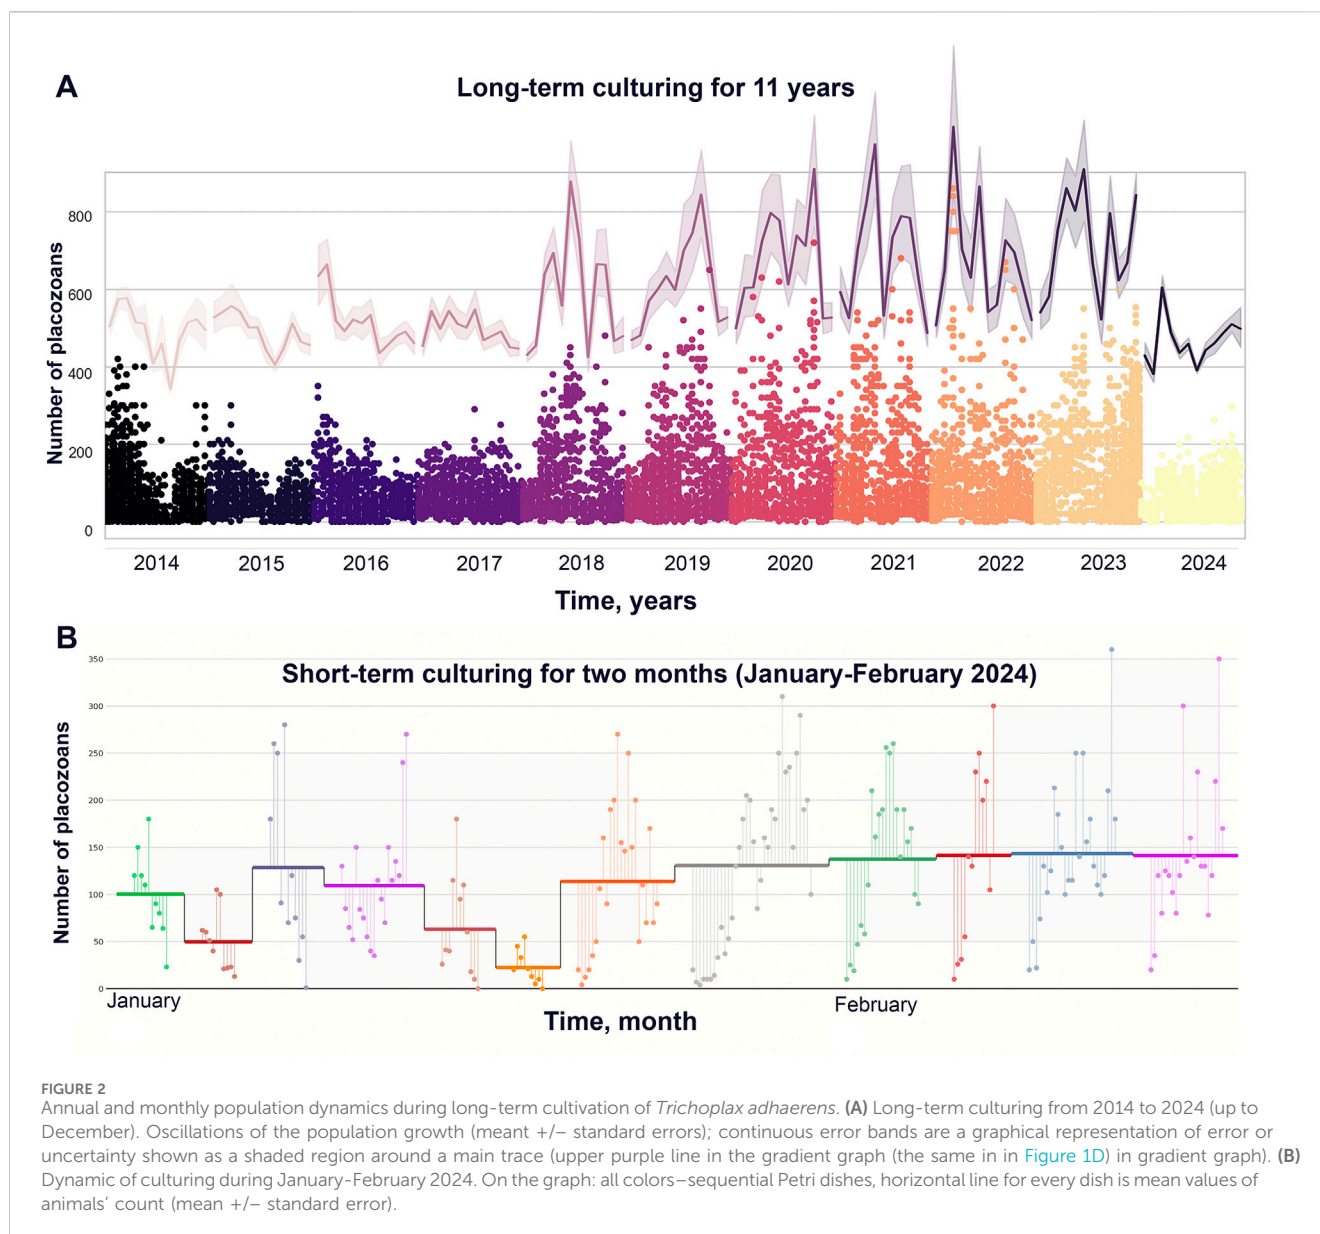 A
Long-term culturing for 11 years
Number of placozoans
800
600
400
200
0
2014 2015 2016 2017 2018 2019 2020 2021 2022 2023 2024
Time, years
B
Short-term culturing for two months (January-February 2024)
Number of placozoans
350
300
250
200
150
100
50
0
January February
Time, month
FIGURE 2
Annual and monthly population dynamics during long-term cultivation of Trichoplax adhaerens. (A) Long-term culturing from 2014 to 2024 (up to
December). Oscillations of the population growth (meant +/− standard errors); continuous error bands are a graphical representation of error or
uncertainty shown as a shaded region around a main trace (upper purple line in the gradient graph (the same in in Figure 1D) in gradient graph). (B)
Dynamic of culturing during January-February 2024. On the graph: all colors–sequential Petri dishes, horizontal line for every dish is mean values of
animals’ count (mean +/− standard error).